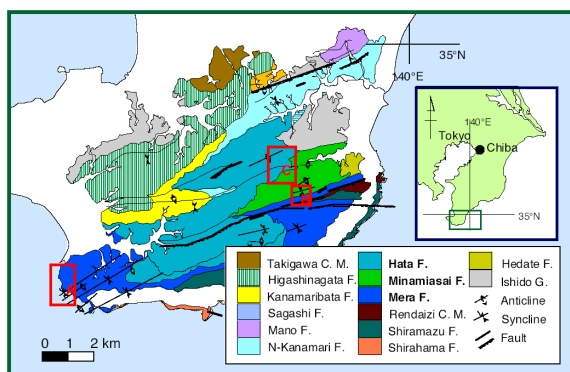 35°N
140°E
140°E
Tokyo
Chiba
35°N
Takigawa C. M.
Higashinagata F.
Kanamaribata F.
Sagashi F.
Mano F.
N-Kanamari F.
Hata F.
Minamiasai F.
Mera F.
Rendaizi C. M.
Shiramazu F.
Shirahama F.
Hedate F.
Ishido G.
Anticline
Syncline
Fault
0 1 2 km